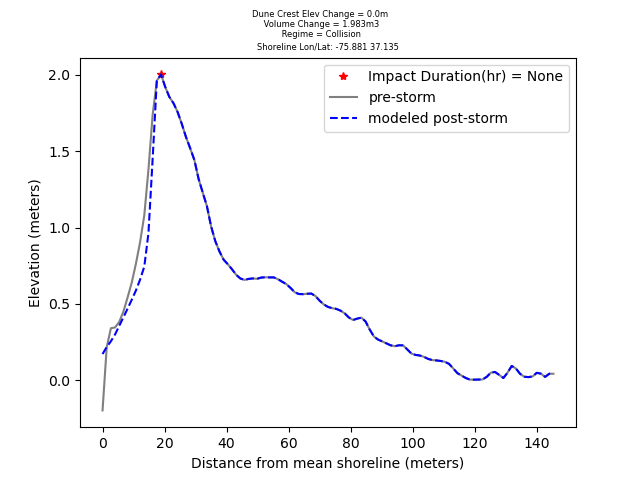 Dune Crest Elev Change = 0.0m
Volume Change = 1.983m3
Regime = Collision
Shoreline Lon/Lat: -75.881 37.135
Impact Duration(hr) = None
pre-storm
modeled post-storm
Elevation (meters)
2.0
1.5
1.0
0.5
0.0
0 20 40 60 80 100 120 140
Distance from mean shoreline (meters)